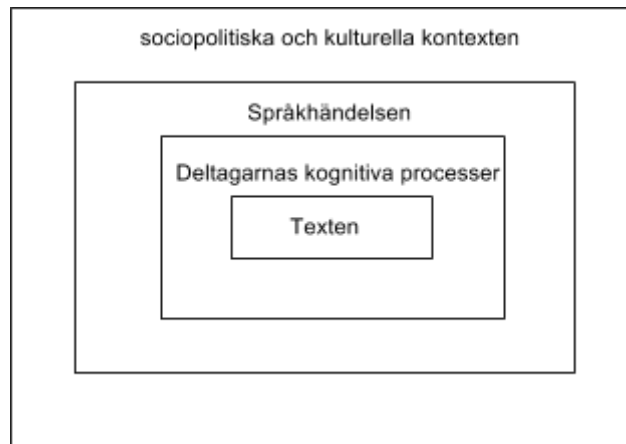 sociopolitiska och kulturella kontexten
Språkhändelsen
Deltagarnas kognitiva processer
Texten